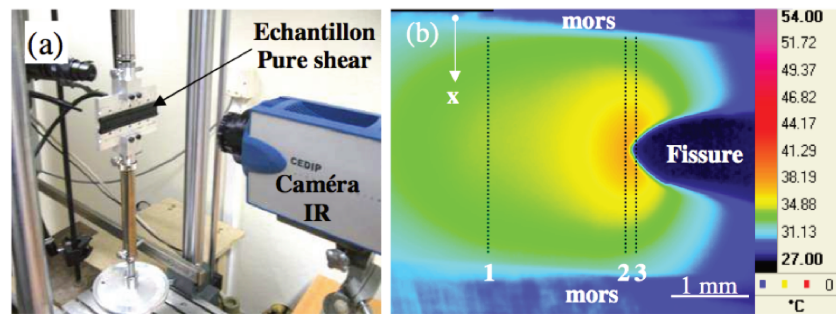 (a)
Echantillon
Pure shear
CEDIP
Caméra
IR
(b)
mors
x
Fissure
1
2
3
mors
1 mm
54.00
51.72
49.37
46.82
44.17
41.29
38.19
34.88
31.13
27.00
0
°C